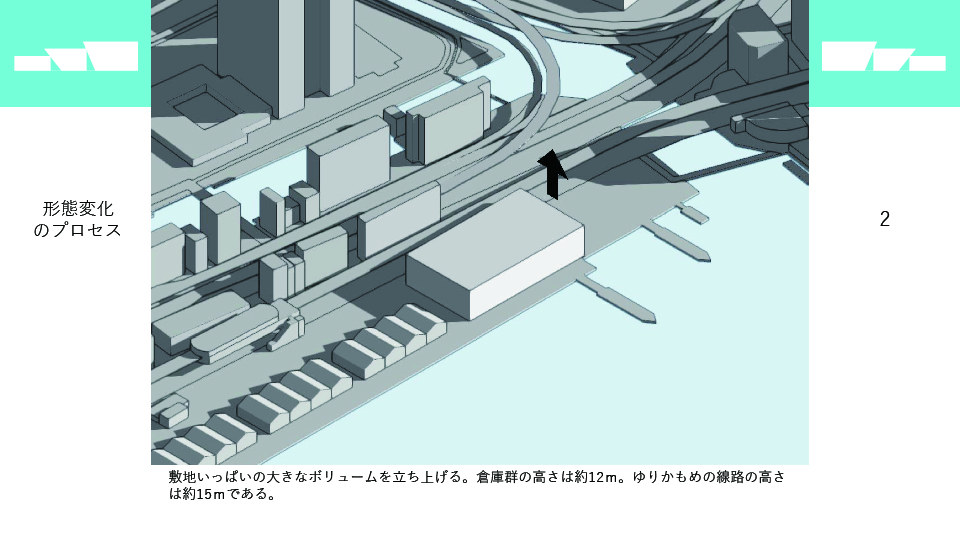 形態変化
のプロセス
2
敷地いっぱいの大きなボリュームを立ち上げる。倉庫群の高さは約12m。ゆりかもめの線路の高さ
は約15mである。